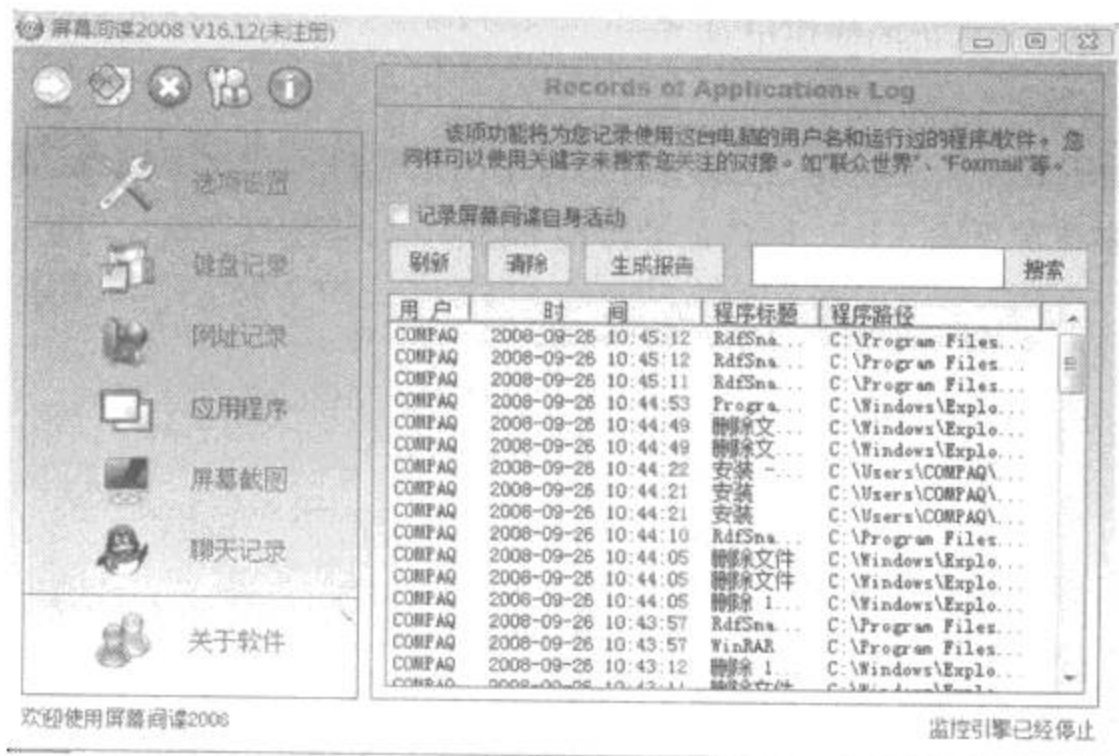 屏幕间谍2008 V16.12(未注册)
Records of Applications Log
该项功能将为您记录使用这台电脑的用户名和运行过的程序/软件。您
同样可以使用关键字来搜索您关注的对象。如"联众世界"、"Foxmail"等。
选项设置
记录屏幕间谍自身活动
键盘记录
刷新 清除 生成报告 搜索
网址记录
应用程序
屏幕截图
聊天记录
关于软件
用 户 时 间 程序标题 程序路径
COMPAQ 2008-09-26 10:45:12 RdfSna... C:\Program Files...
COMPAQ 2008-09-26 10:45:12 RdfSna... C:\Program Files...
COMPAQ 2008-09-26 10:45:11 RdfSna... C:\Program Files...
COMPAQ 2008-09-26 10:44:53 Progra... C:\Windows\Explo...
COMPAQ 2008-09-26 10:44:49 删除文... C:\Windows\Explo...
COMPAQ 2008-09-26 10:44:49 删除文... C:\Windows\Explo...
COMPAQ 2008-09-26 10:44:22 安装 -... C:\Users\COMPAQ\...
COMPAQ 2008-09-26 10:44:21 安装 C:\Users\COMPAQ\...
COMPAQ 2008-09-26 10:44:21 安装 C:\Users\COMPAQ\...
COMPAQ 2008-09-26 10:44:10 RdfSna... C:\Program Files...
COMPAQ 2008-09-26 10:44:05 删除文件 C:\Windows\Explo...
COMPAQ 2008-09-26 10:44:05 删除文件 C:\Windows\Explo...
COMPAQ 2008-09-26 10:44:05 删除 1... C:\Windows\Explo...
COMPAQ 2008-09-26 10:43:57 RdfSna... C:\Program Files...
COMPAQ 2008-09-26 10:43:57 WinRAR C:\Program Files...
COMPAQ 2008-09-26 10:43:12 删除 1... C:\Windows\Explo...
欢迎使用屏幕间谍2008
监控引擎已经停止